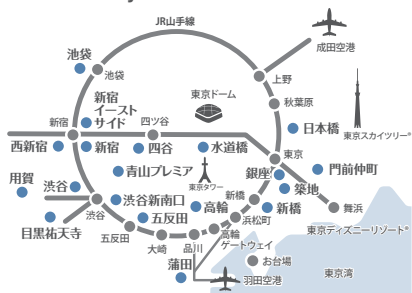 JR山手線
成田空港
池袋
池袋
上野
新宿
イースト
サイド
東京ドーム
秋葉原
新宿
四ツ谷
日本橋
東京スカイツリー®
西新宿
新宿
四谷
水道橋
東京
門前仲町
青山プレミア
銀座
用賀
東京タワー
築地
渋谷
渋谷新南口
新橋
高輪
新橋
舞浜
渋谷
五反田
浜松町
東京ディズニーリゾート®
目黒祐天寺
五反田
高輪
ゲートウェイ
大崎
品川
お台場
蒲田
東京湾
羽田空港